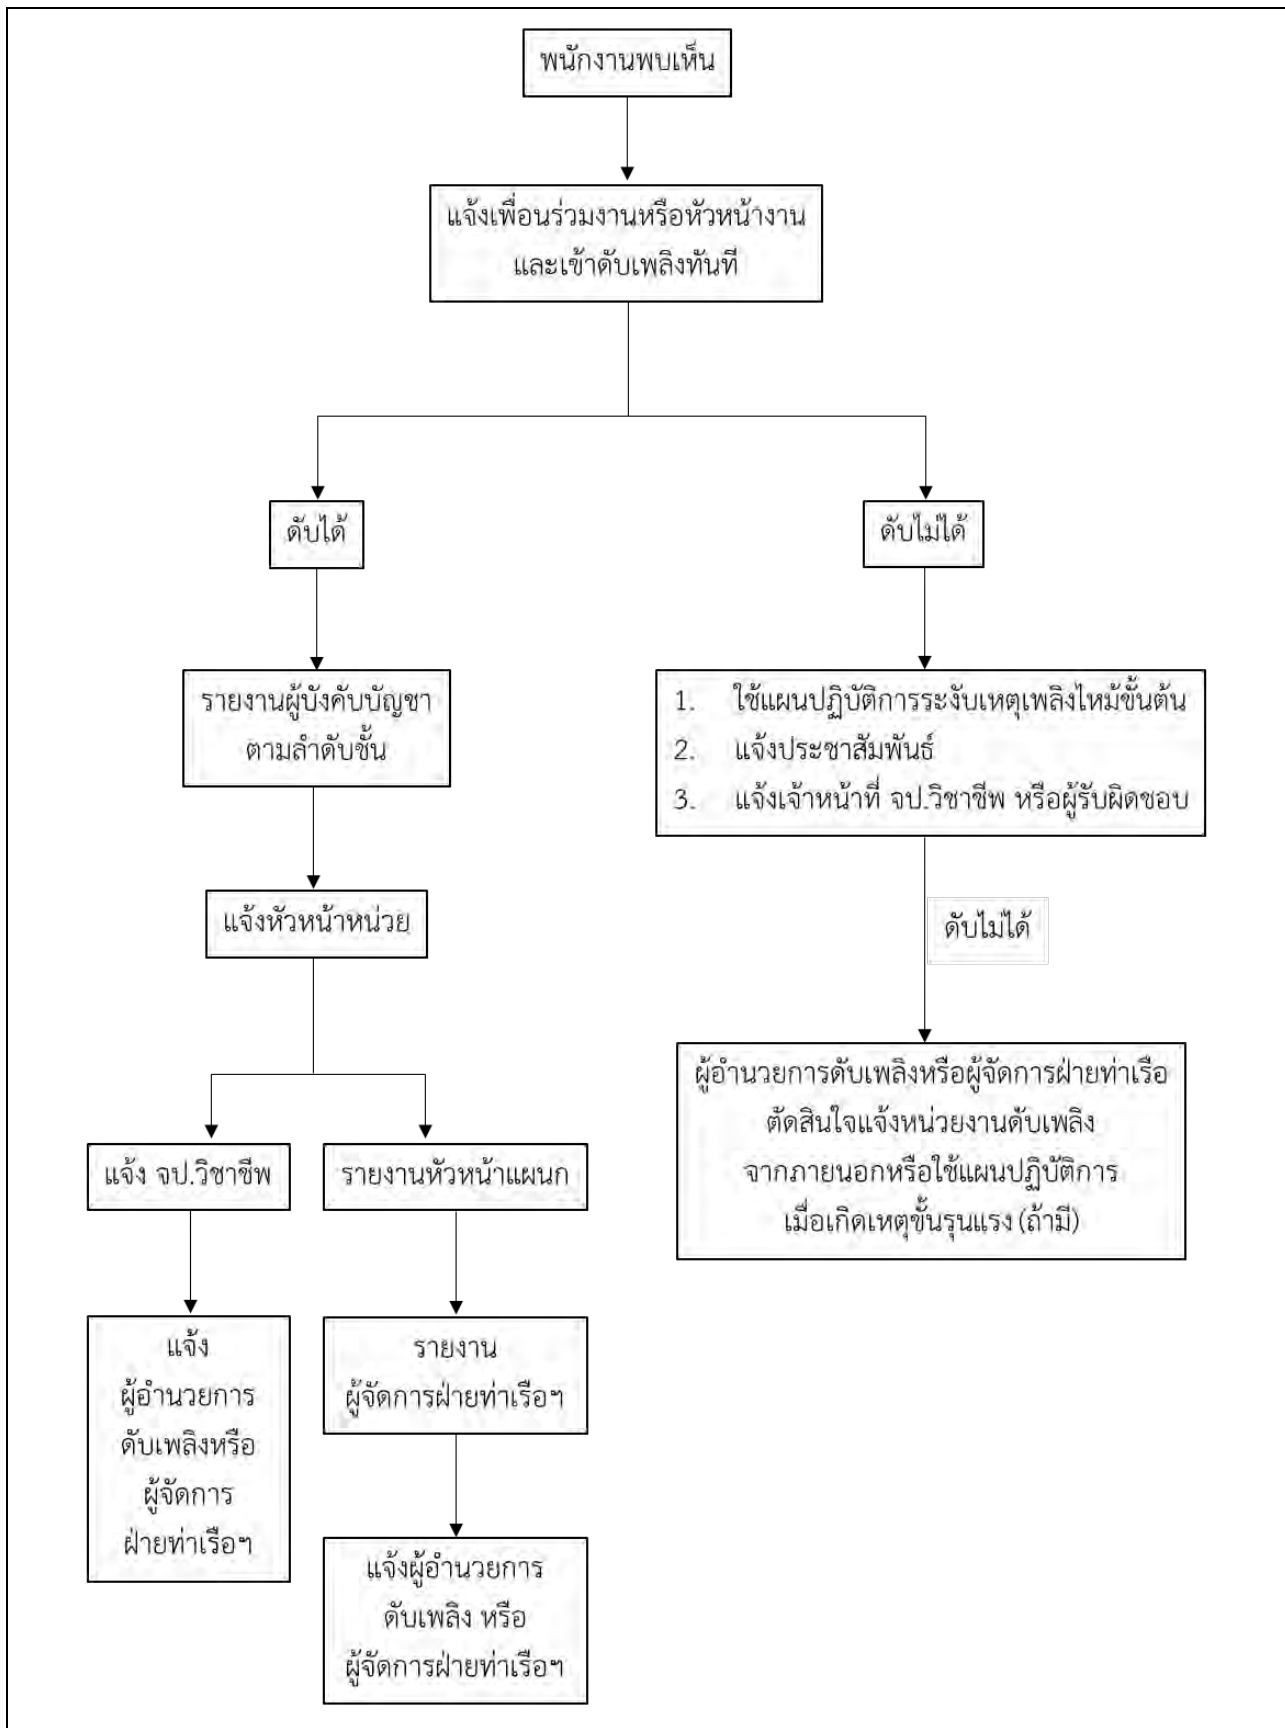 พนักงานพบเห็น
แจ้งเพื่อนร่วมงานหรือหัวหน้างาน
และเข้าดับเพลิงทันที
ดับได้
ดับไม่ได้
รายงานผู้บังคับบัญชา
ตามลำดับชั้น
1. ใช้แผนปฏิบัติการระงับเหตุเพลิงไหม้ขั้นต้น
2. แจ้งประชาสัมพันธ์
3. แจ้งเจ้าหน้าที่ จป.วิชาชีพ หรือผู้รับผิดชอบ
แจ้งหัวหน้าหน่วย
ดับไม่ได้
ผู้อำนวยการดับเพลิงหรือผู้จัดการฝ่ายท่าเรือ
ตัดสินใจแจ้งหน่วยงานดับเพลิง
จากภายนอกหรือใช้แผนปฏิบัติการ
เมื่อเกิดเหตุขั้นรุนแรง (ถ้ามี)
แจ้ง จป.วิชาชีพ
รายงานหัวหน้าแผนก
แจ้ง
ผู้อำนวยการ
ดับเพลิงหรือ
ผู้จัดการ
ฝ่ายท่าเรือฯ
รายงาน
ผู้จัดการฝ่ายท่าเรือฯ
แจ้งผู้อำนวยการ
ดับเพลิง หรือ
ผู้จัดการฝ่ายท่าเรือฯ